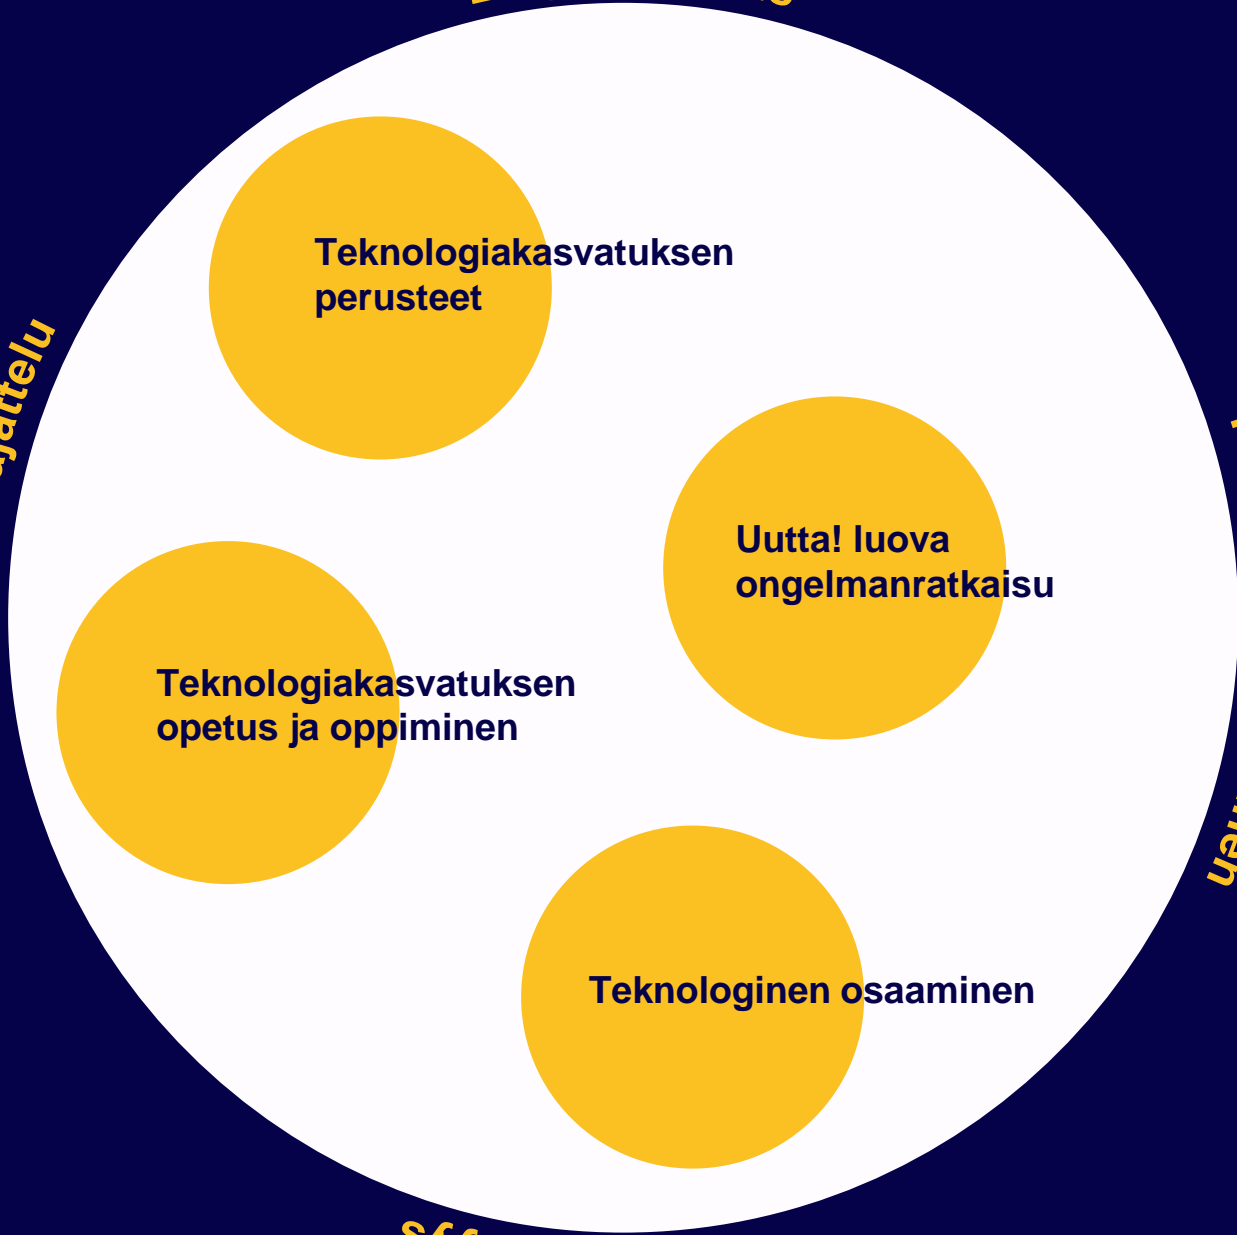 Teknologiakasvatuksen
perusteet
Uutta! luova
ongelmanratkaisu
Teknologiakasvatuksen
opetus ja oppiminen
Teknologinen osaaminen